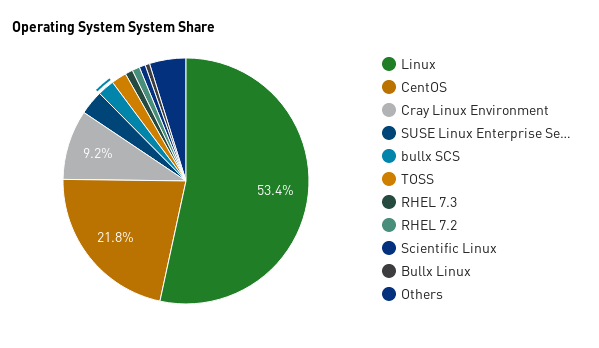 Operating System System Share
53.4%
21.8%
9.2%
Linux
CentOS
Cray Linux Environment
SUSE Linux Enterprise Se...
bullx SCS
TOSS
RHEL 7.3
RHEL 7.2
Scientific Linux
Bullx Linux
Others